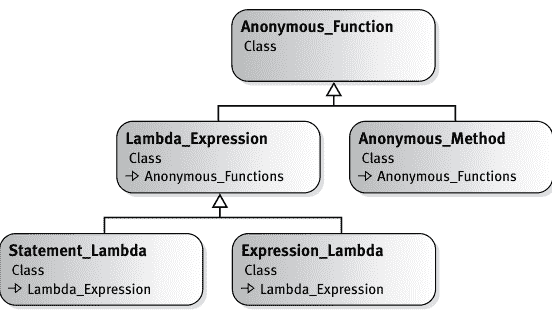 Anonymous_Function
Class
Lambda_Expression
Class
Anonymous_Functions
Anonymous_Method
Class
Anonymous_Functions
Statement_Lambda
Class
Lambda_Expression
Expression_Lambda
Class
Lambda_Expression